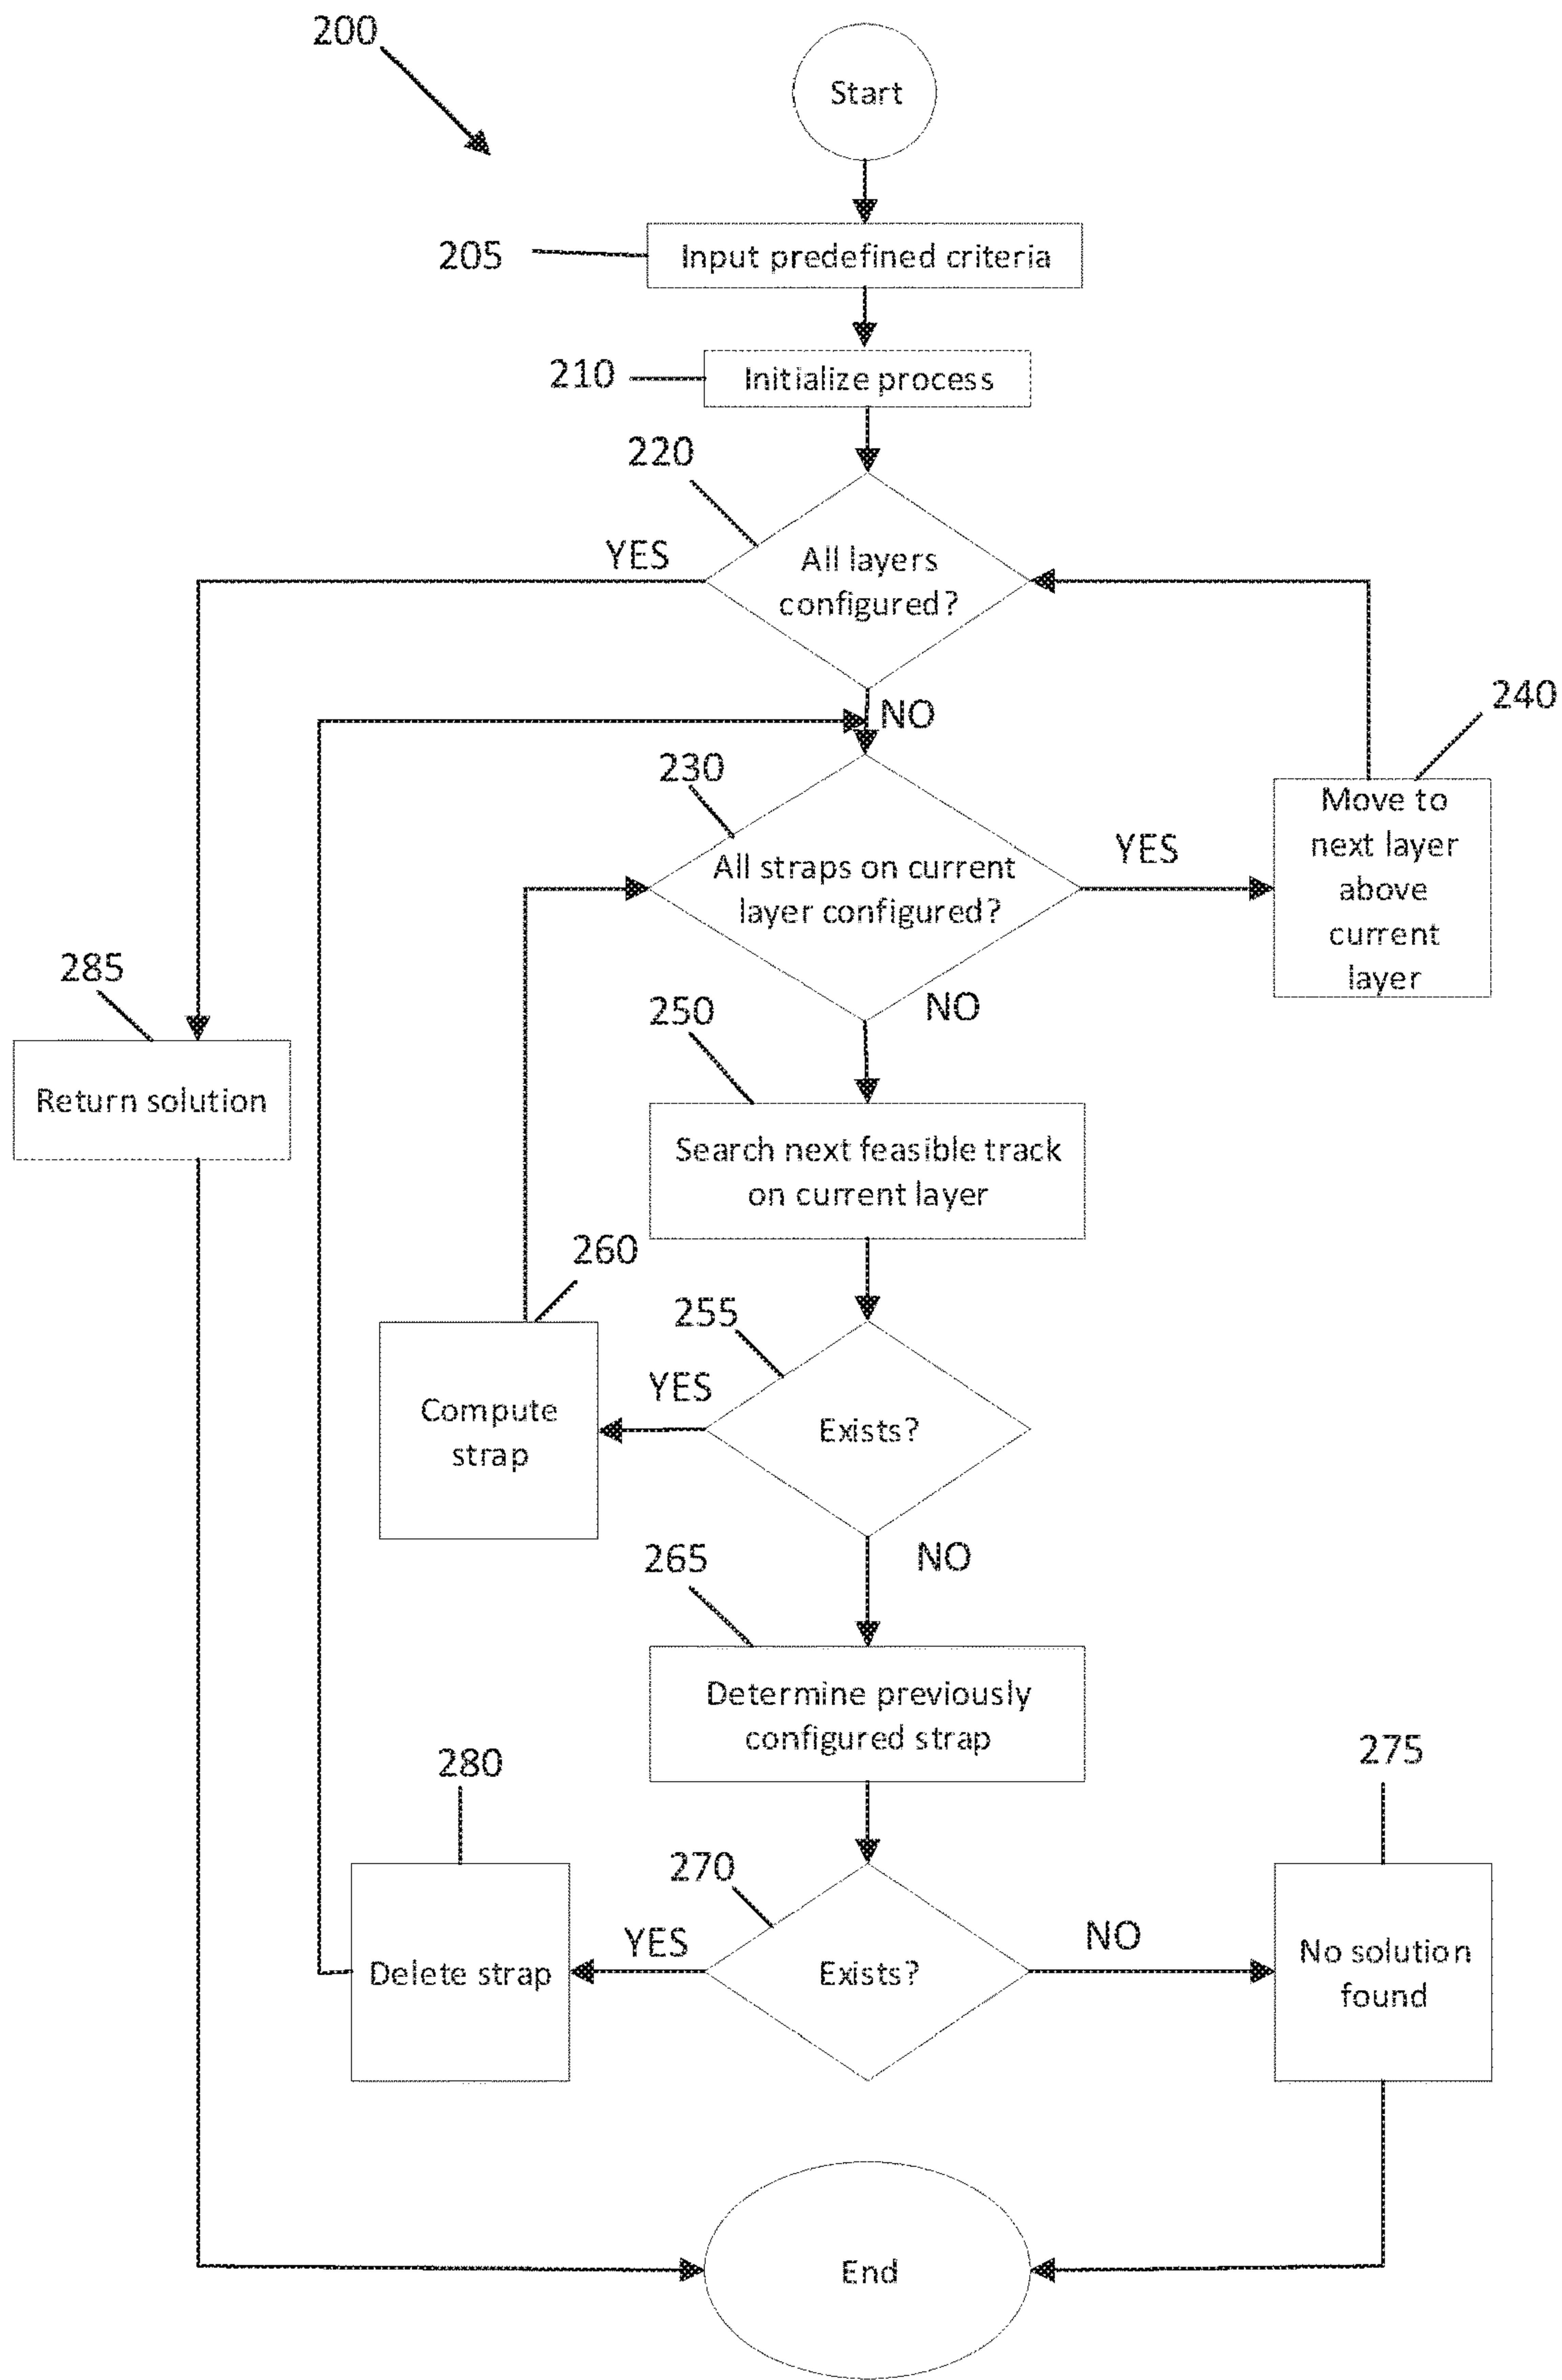 200
Start
205
Input predefined criteria
210
Initialize process
220
YES
All layers
configured?
NO
240
230
All straps on current
layer configured?
YES
Move to
next layer
above
current
layer
285
Return solution
250
NO
Search next feasible track
on current layer
260
255
YES
Compute
strap
Exists?
265
NO
Determine previously
configured strap
280
275
270
YES
NO
Delete strap
Exists?
No solution
found
End